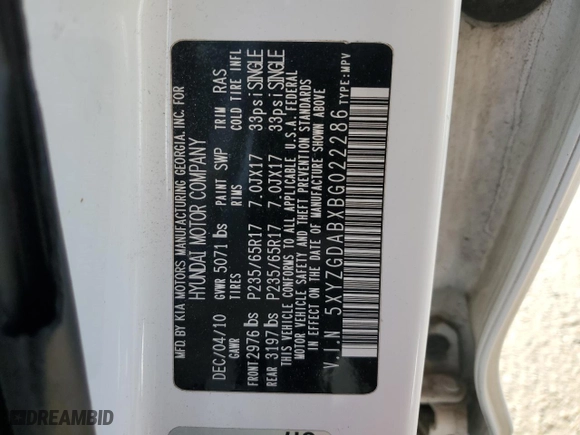 MFD. BY KIA MOTORS MANUFACTURING GEORGIA, INC. FOR
HYUNDAI MOTOR COMPANY
DEC/04/10 GVWR 5071 lbs PAINT SWP TRIM RAS
GAWR TIRES RIMS COLD TIRE INFL
FRONT 2976 lbs P235/65R17 7.0JX17 33psi SINGLE
REAR 3197 lbs P235/65R17 7.0JX17 33psi SINGLE
THIS VEHICLE CONFORMS TO ALL APPLICABLE U.S.A. FEDERAL
MOTOR VEHICLE SAFETY AND THEFT PREVENTION STANDARDS
IN EFFECT ON THE DATE OF MANUFACTURE SHOWN ABOVE
V.I.N 5XYZGDABXBG022286 TYPE:MPV
DREAMBID